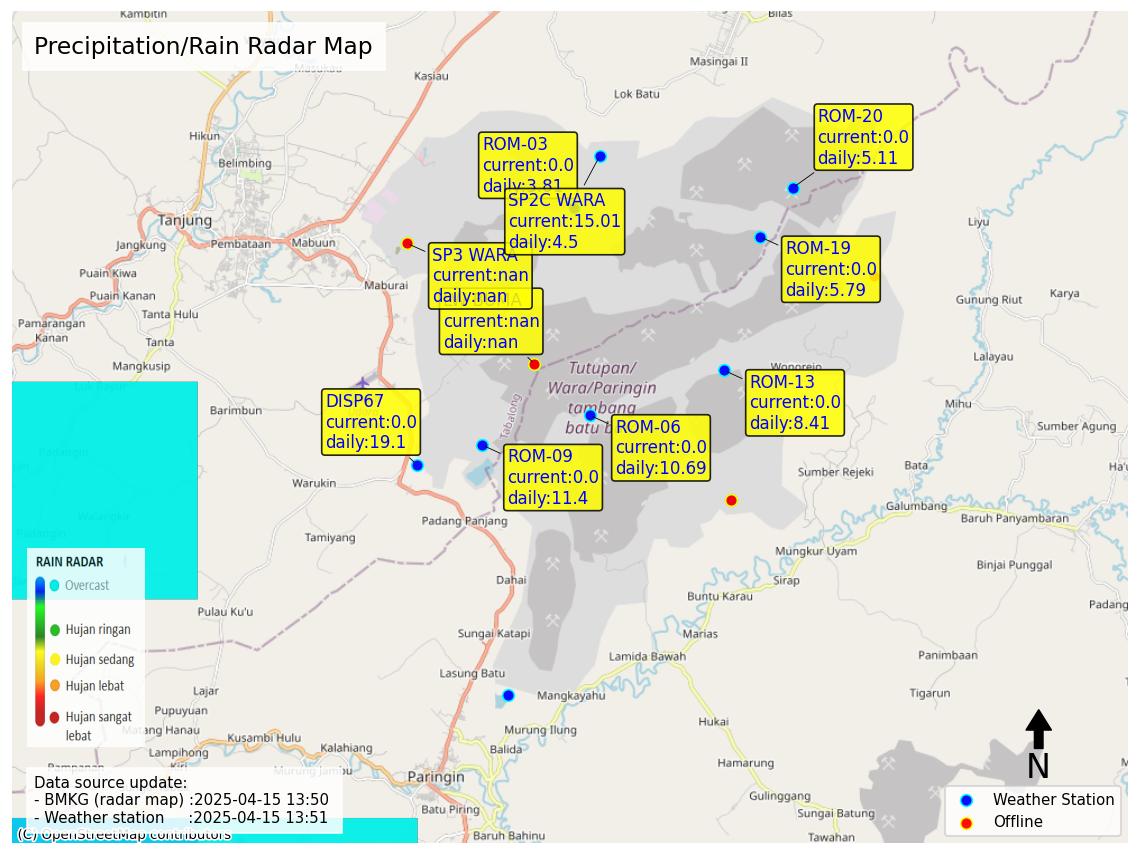 Kambitin
Bilas
Precipitation/Rain Radar Map
Masukau
Masingai II
Kasiau
Lok Batu
Hikun
ROM-20
current:0.0
daily:5.11
ROM-03
current:0.0
daily:3.81
Belimbing
SP2C WARA
current:15.01
daily:4.5
Tanjung
Liyu
Jangkung
Pembataan
Mabuun
SP3 WARA
current:nan
daily:nan
ROM-19
current:0.0
daily:5.79
Puain Kiwa
Maburai
Puain Kanan
Gunung Riut
Karya
Tanta Hulu
current:nan
daily:nan
Pamarangan
Kanan
Tanta
Lalayau
Mangkusip
Tutupan/
Wara/Paringin
tambang
batu b
Wonorejo
ROM-13
current:0.0
daily:8.41
DISP67
current:0.0
daily:19.1
Barimbun
Tabalong
Mihu
ROM-06
current:0.0
daily:10.69
Sumber Agung
Padangin
ROM-09
current:0.0
daily:11.4
Sumber Rejeki
Bata
Warukin
Galumbang
Padang Panjang
Baruh Panyambaran
Tamiyang
Mungkur Uyam
RAIN RADAR
Overcast
Hujan ringan
Hujan sedang
Hujan lebat
Hujan sangat
lebat
Dahai
Sirap
Binjai Punggal
Buntu Karau
Padang
Pulau Ku'u
Sungai Katapi
Marias
Lamida Bawah
Panimbaan
Lasung Batu
Lajar
Mangkayahu
Tigarun
Pupuyuan
Hukai
Matang Hanau
Kusambi Hulu
Murung Ilung
Lampihong
Kalahiang
Balida
Hamarung
N
Murung Jambu
Paringin
Data source update:
- BMKG (radar map) :2025-04-15 13:50
- Weather station :2025-04-15 13:51
Gulinggang
Weather Station
Offline
Batu Piring
Sungai Batung
(C) OpenStreetMap contributors
Baruh Bahinu
Tawahan